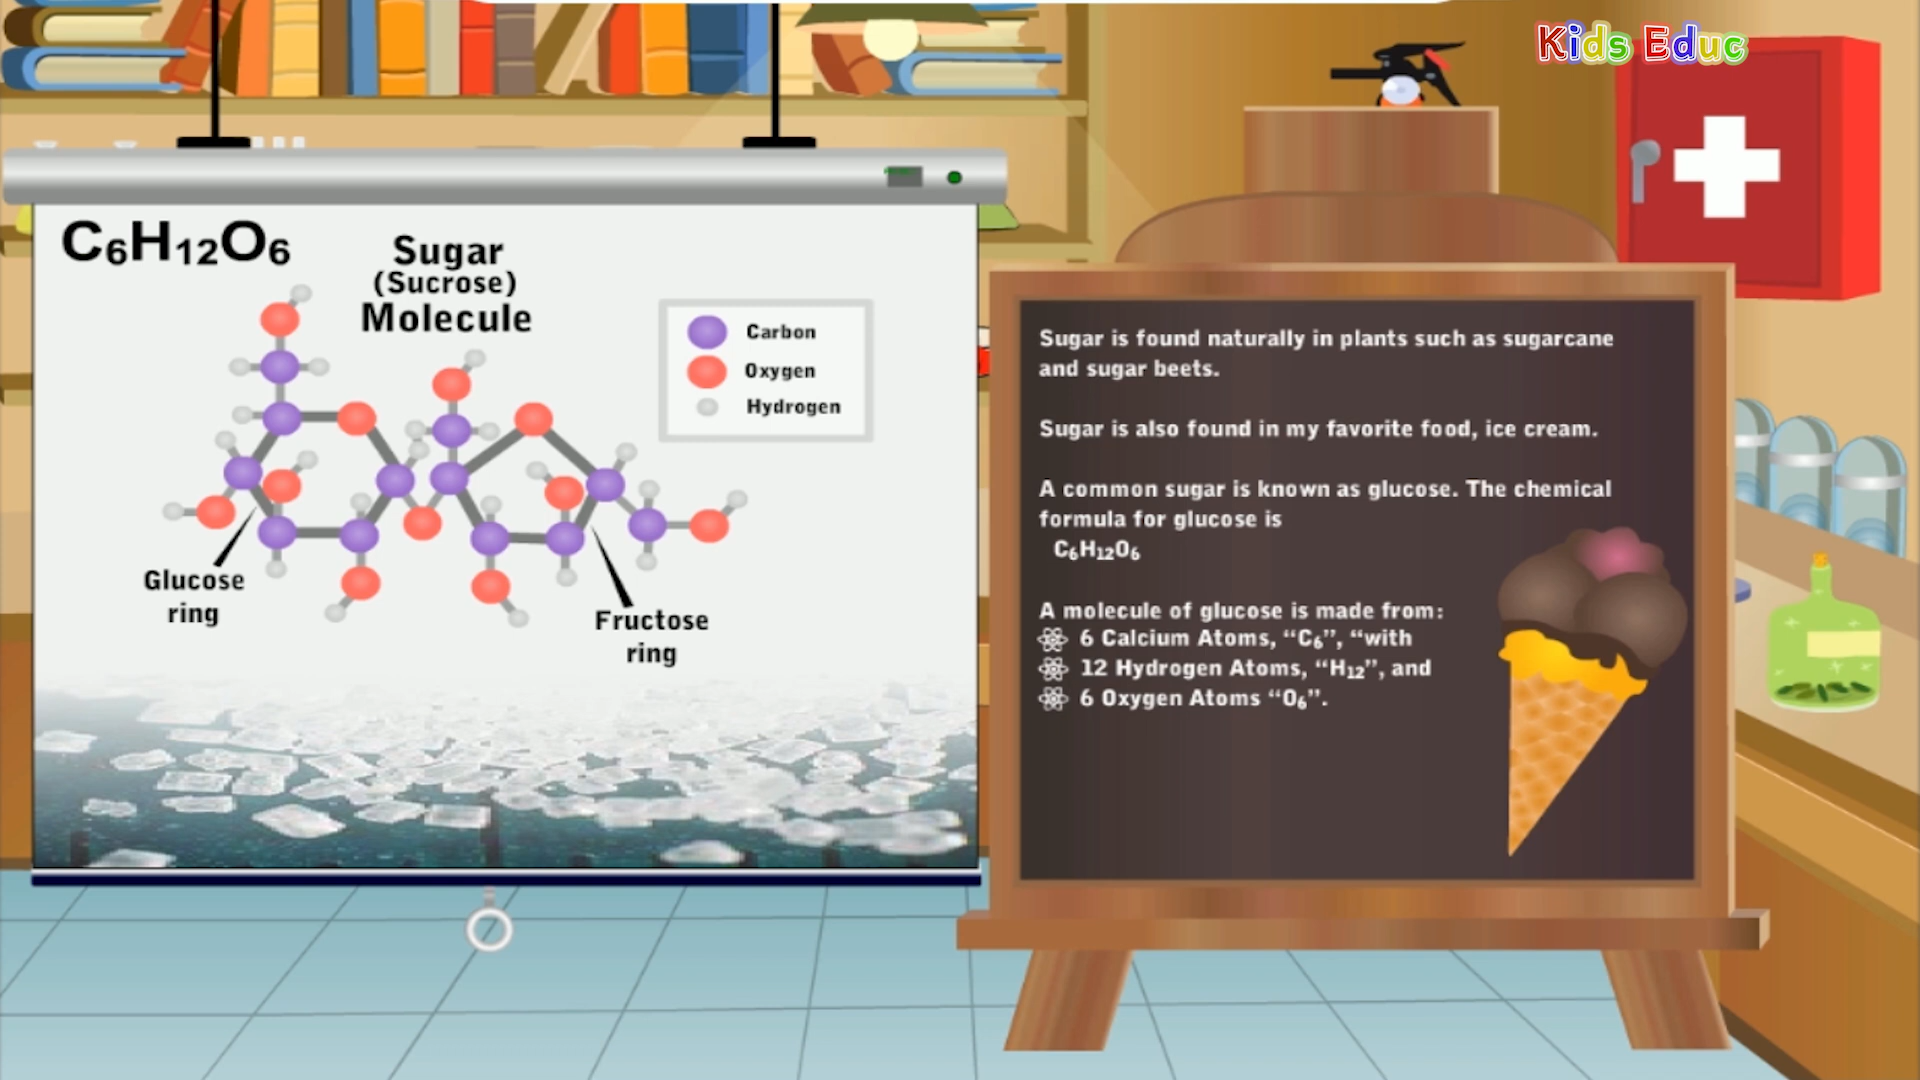 Kids Educ
C₆H₁₂O₆
Sugar
(Sucrose)
Molecule
Carbon
Oxygen
Hydrogen
Glucose
ring
Fructose
ring
Sugar is found naturally in plants such as sugarcane
and sugar beets.
Sugar is also found in my favorite food, ice cream.
A common sugar is known as glucose. The chemical
formula for glucose is
C₆H₁₂O₆
A molecule of glucose is made from:
6 Calcium Atoms, “C₆”, “with
12 Hydrogen Atoms, “H₁₂”, and
6 Oxygen Atoms “O₆”.